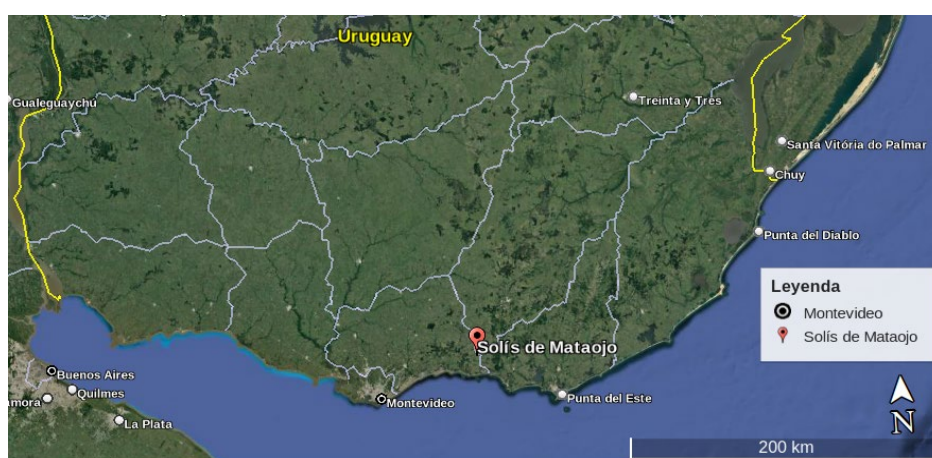 Uruguay
Gualeguaychú
Treinta y Tres
Santa Vitória do Palmar
Chuy
Punta del Diablo
Leyenda
Montevideo
Solís de Mataojo
Solís de Mataojo
Buenos Aires
Quilmes
amora
La Plata
Montevideo
Punta del Este
N
200 km